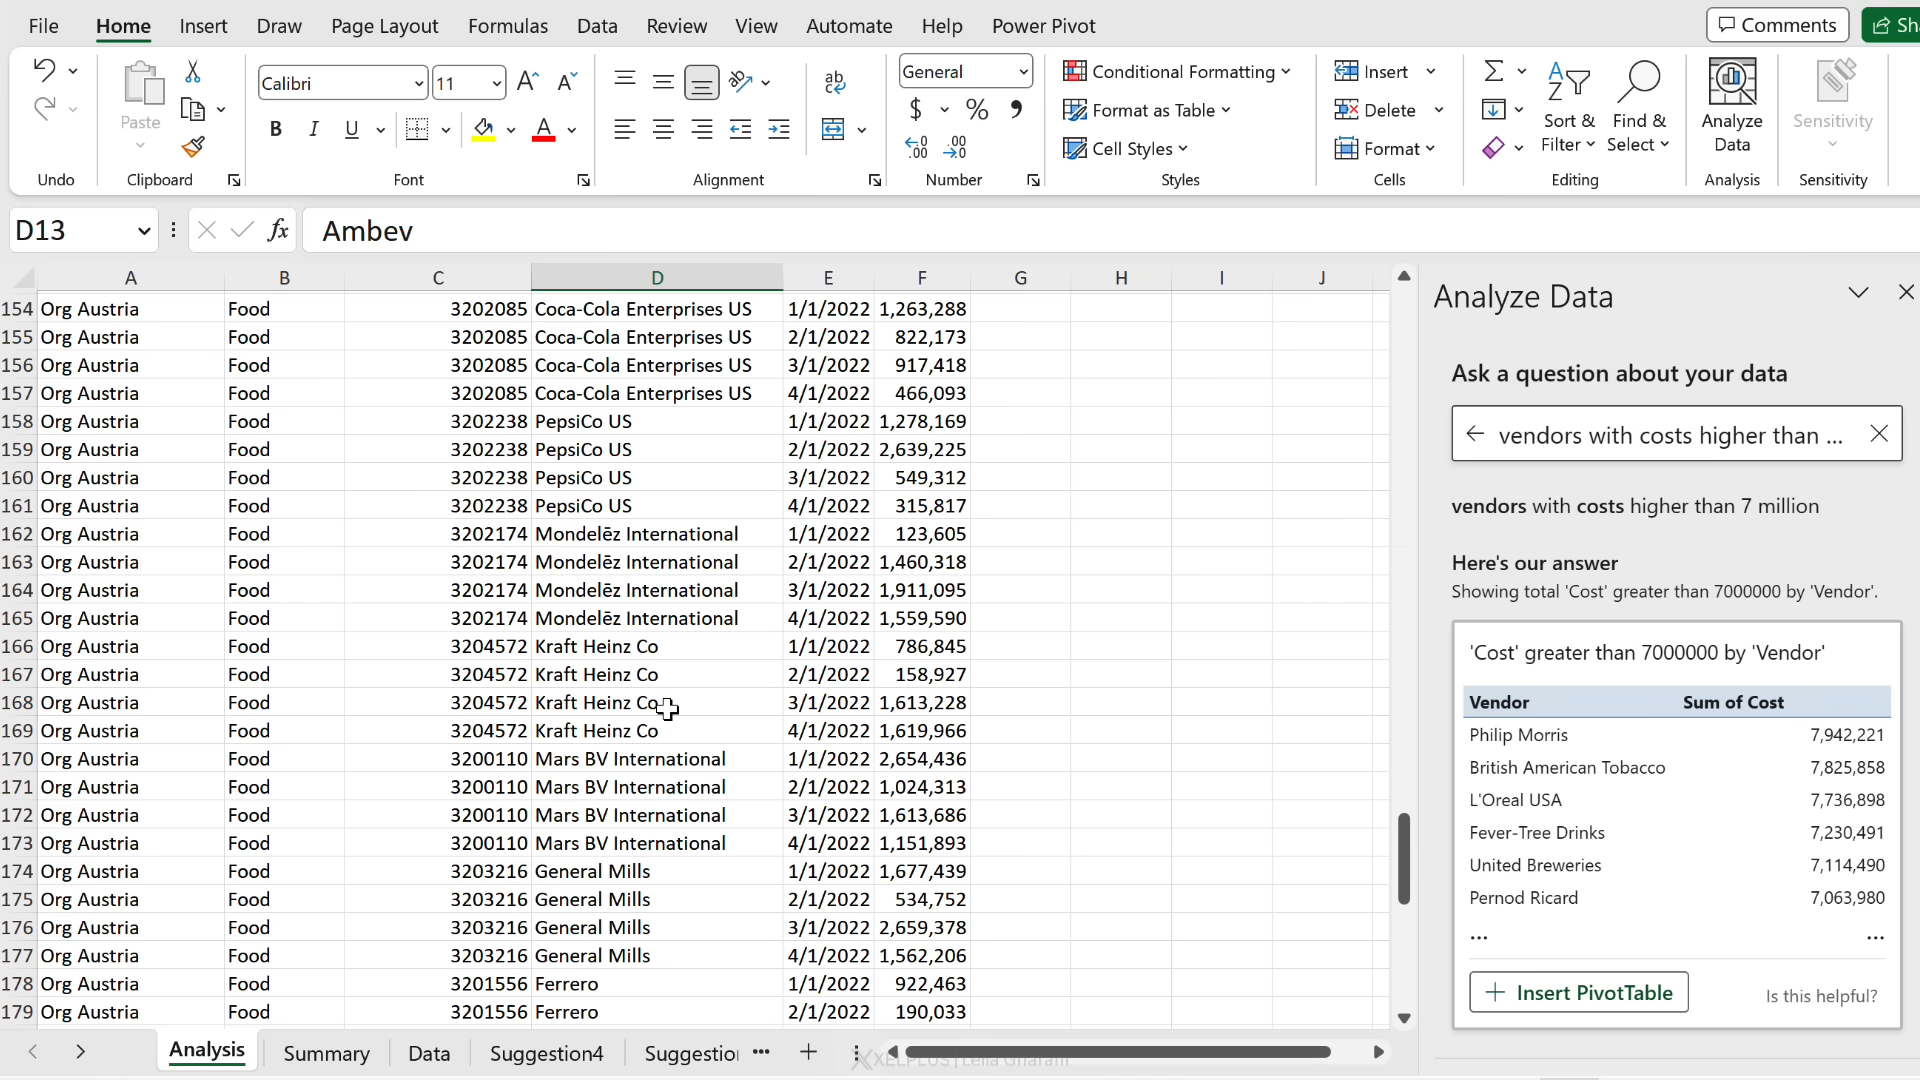 File Home Insert Draw Page Layout Formulas Data Review View Automate Help Power Pivot Comments
Undo
Paste
Clipboard
Calibri 11
B I U A
Font
ab
Alignment
General
$ % ,
Number
Conditional Formatting
Format as Table
Cell Styles
Styles
Insert
Delete
Format
Cells
Sort &
Filter
Find &
Select
Editing
Analyze
Data
Analysis
Sensitivity
Sensitivity
D13 fx Ambev
A B C D E F G H I J
154 Org Austria Food 3202085 Coca-Cola Enterprises US 1/1/2022 1,263,288
155 Org Austria Food 3202085 Coca-Cola Enterprises US 2/1/2022 822,173
156 Org Austria Food 3202085 Coca-Cola Enterprises US 3/1/2022 917,418
157 Org Austria Food 3202085 Coca-Cola Enterprises US 4/1/2022 466,093
158 Org Austria Food 3202238 PepsiCo US 1/1/2022 1,278,169
159 Org Austria Food 3202238 PepsiCo US 2/1/2022 2,639,225
160 Org Austria Food 3202238 PepsiCo US 3/1/2022 549,312
161 Org Austria Food 3202238 PepsiCo US 4/1/2022 315,817
162 Org Austria Food 3202174 Mondelēz International 1/1/2022 123,605
163 Org Austria Food 3202174 Mondelēz International 2/1/2022 1,460,318
164 Org Austria Food 3202174 Mondelēz International 3/1/2022 1,911,095
165 Org Austria Food 3202174 Mondelēz International 4/1/2022 1,559,590
166 Org Austria Food 3204572 Kraft Heinz Co 1/1/2022 786,845
167 Org Austria Food 3204572 Kraft Heinz Co 2/1/2022 158,927
168 Org Austria Food 3204572 Kraft Heinz Co 3/1/2022 1,613,228
169 Org Austria Food 3204572 Kraft Heinz Co 4/1/2022 1,619,966
170 Org Austria Food 3200110 Mars BV International 1/1/2022 2,654,436
171 Org Austria Food 3200110 Mars BV International 2/1/2022 1,024,313
172 Org Austria Food 3200110 Mars BV International 3/1/2022 1,613,686
173 Org Austria Food 3200110 Mars BV International 4/1/2022 1,151,893
174 Org Austria Food 3203216 General Mills 1/1/2022 1,677,439
175 Org Austria Food 3203216 General Mills 2/1/2022 534,752
176 Org Austria Food 3203216 General Mills 3/1/2022 2,659,378
177 Org Austria Food 3203216 General Mills 4/1/2022 1,562,206
178 Org Austria Food 3201556 Ferrero 1/1/2022 922,463
179 Org Austria Food 3201556 Ferrero 2/1/2022 190,033
Analysis Summary Data Suggestion4 ...
Analyze Data
Ask a question about your data
vendors with costs higher than ...
vendors with costs higher than 7 million
Here's our answer
Showing total 'Cost' greater than 7000000 by 'Vendor'.
'Cost' greater than 7000000 by 'Vendor'
Vendor Sum of Cost
Philip Morris 7,942,221
British American Tobacco 7,825,858
L'Oreal USA 7,736,898
Fever-Tree Drinks 7,230,491
United Breweries 7,114,490
Pernod Ricard 7,063,980
... ...
Insert PivotTable
Is this helpful?